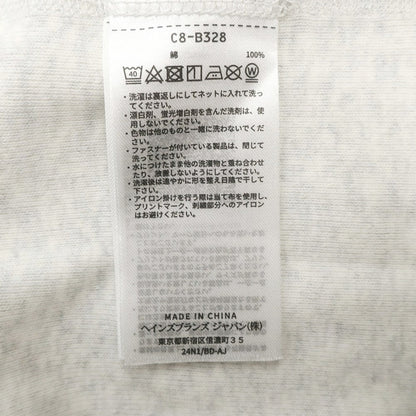 C8-B328
綿 100%
40
W
・洗濯は裏返しにしてネットに入れて洗っ
てください。
・漂白剤、蛍光増白剤を含んだ洗剤は、使
用しないでください。
・色物は他のものと一緒に洗わないでくだ
さい。
・ファスナーが付いている製品は、閉じて
洗ってください。
・水につけたまま他の洗濯物と重ね合わせ
たり、放置しないようにしてください。
・洗濯後は速やかに形を整え日陰で干して
下さい。
・アイロン掛けを行う際は当て布を使用し、
プリントマーク、刺繍部分へのアイロン
はお避けください。
MADE IN CHINA
ヘインズブランズ ジャパン(株)
東京都新宿区信濃町35
24N1/BD-AJ